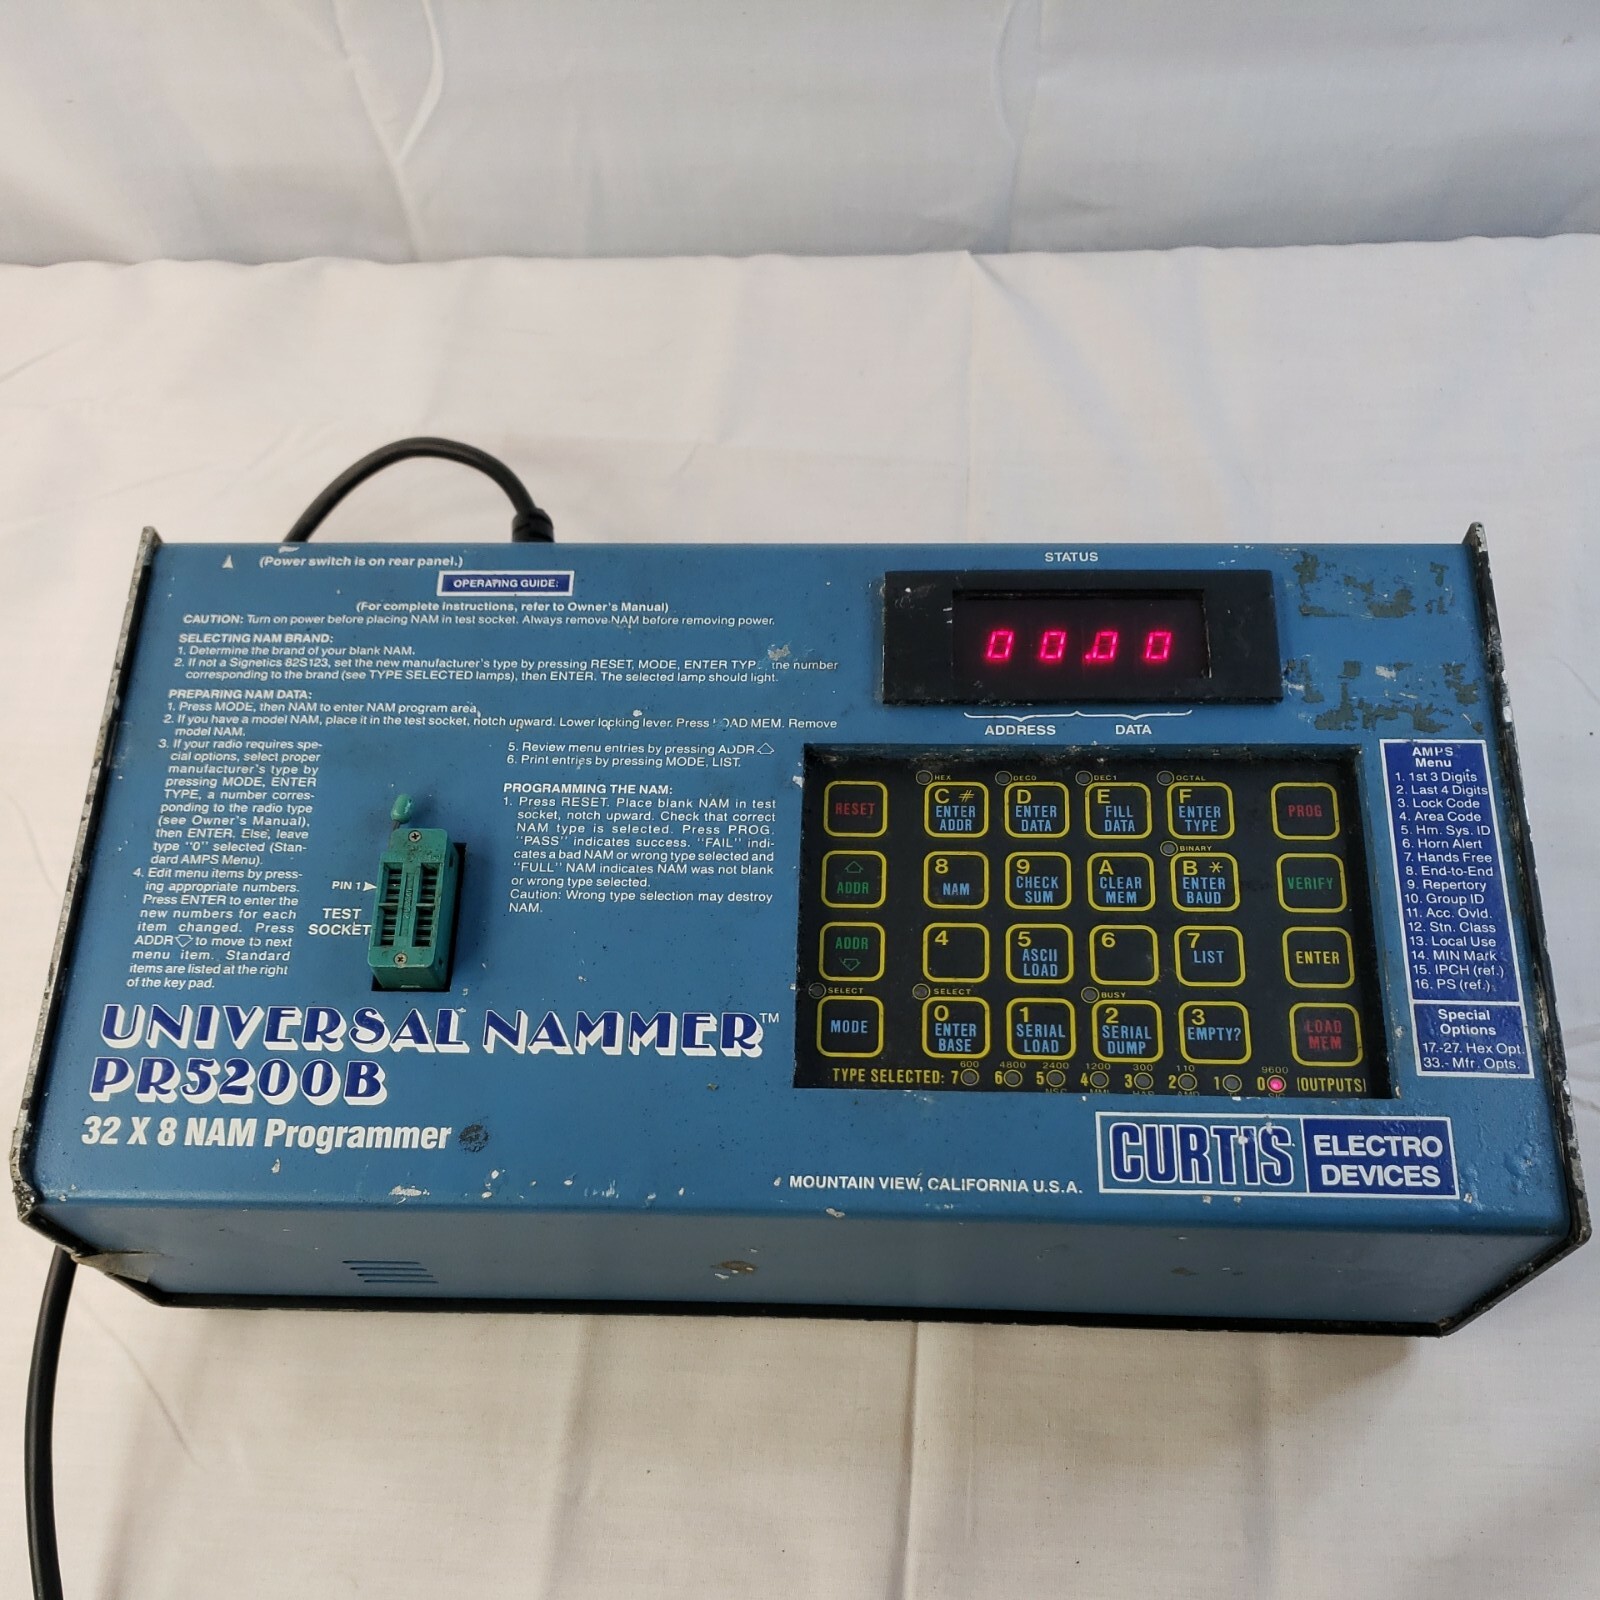 (Power switch is on rear panel.)
OPERATING GUIDE:
(For complete instructions, refer to Owner's Manual)
CAUTION: Turn on power before placing NAM in test socket. Always remove NAM before removing power.
SELECTING NAM BRAND:
1. Determine the brand of your blank NAM.
2. If not a Signetics 82S123, set the new manufacturer's type by pressing RESET, MODE, ENTER TYP the number
corresponding to the brand (see TYPE SELECTED lamps), then ENTER. The selected lamp should light.
PREPARING NAM DATA:
1. Press MODE, then NAM to enter NAM program area
2. If you have a model NAM, place it in the test socket, notch upward. Lower locking lever. Press OAD MEM. Remove
model NAM.
3. If your radio requires spe-
cial options, select proper
manufacturer's type by
pressing MODE, ENTER
TYPE, a number corres-
ponding to the radio type
(see Owner's Manual),
then ENTER. Else, leave
type "0" selected (Stan-
dard AMPS Menu).
4. Edit menu items by press-
ing appropriate numbers.
Press ENTER to enter the
new numbers for each
item changed. Press
ADDR to move to next
menu item. Standard
items are listed at the right
of the key pad.
5. Review menu entries by pressing ADDR
6. Print entries by pressing MODE, LIST.
PROGRAMMING THE NAM:
1. Press RESET. Place blank NAM in test
socket, notch upward. Check that correct
NAM type is selected. Press PROG.
"PASS" indicates success. "FAIL" indi-
cates a bad NAM or wrong type selected and
"FULL" NAM indicates NAM was not blank
or wrong type selected.
Caution: Wrong type selection may destroy
NAM.
PIN 1
TEST
SOCKET
UNIVERSAL NAMMER™
PR5200B
32 X 8 NAM Programmer
STATUS
00.00
ADDRESS DATA
HEX DEC0 DEC1 OCTAL
RESET
C #
ENTER
ADDR
D
ENTER
DATA
E
FILL
DATA
F
ENTER
TYPE
PROG
BINARY
ADDR
8
NAM
9
CHECK
SUM
A
CLEAR
MEM
B *
ENTER
BAUD
VERIFY
ADDR
4
5
ASCII
LOAD
6
7
LIST
ENTER
SELECT SELECT BUSY
MODE
0
ENTER
BASE
1
SERIAL
LOAD
2
SERIAL
DUMP
3
EMPTY?
LOAD
MEM
600 4800 2400 1200 300 110 9600
TYPE SELECTED: 7 6 5 4 3 2 1 0 |OUTPUTS|
AMPS
Menu
1. 1st 3 Digits
2. Last 4 Digits
3. Lock Code
4. Area Code
5. Hm. Sys. ID
6. Horn Alert
7. Hands Free
8. End-to-End
9. Repertory
10. Group ID
11. Acc. Ovld.
12. Stn. Class
13. Local Use
14. MIN Mark
15. IPCH (ref.)
16. PS (ref.)
Special
Options
17.-27. Hex Opt.
33.- Mfr. Opts.
MOUNTAIN VIEW, CALIFORNIA U.S.A.
CURTIS ELECTRO
DEVICES